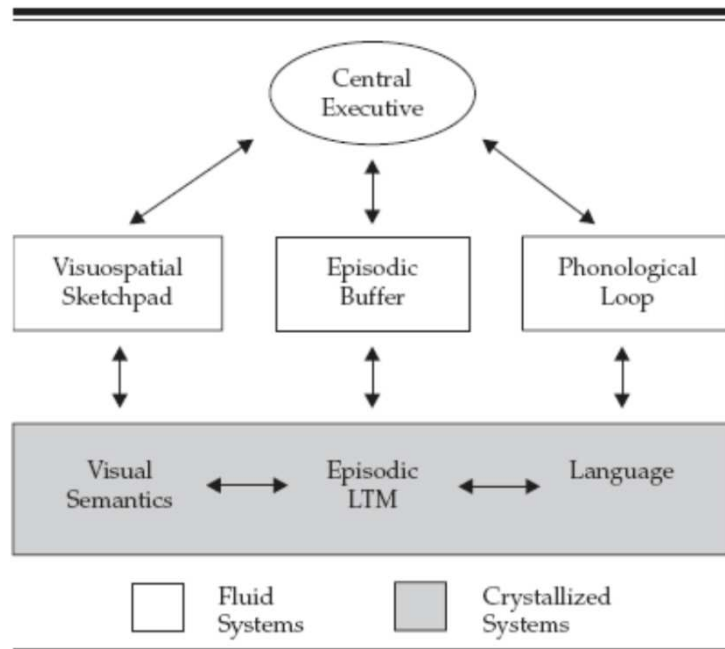 Central
Executive
Visuospatial
Sketchpad
Episodic
Buffer
Phonological
Loop
Visual
Semantics
Episodic
LTM
Language
Fluid
Systems
Crystallized
Systems